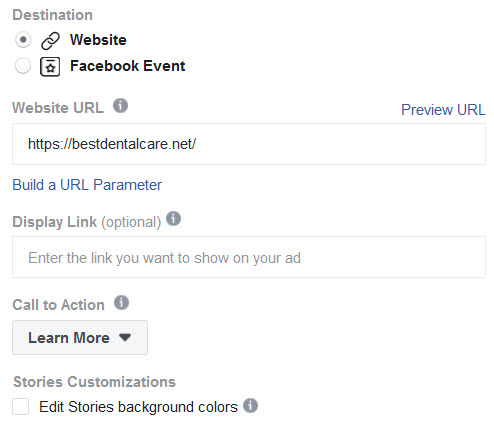 Destination
Website
Facebook Event
Website URL
Preview URL
https://bestdentalcare.net/
Build a URL Parameter
Display Link (optional)
Enter the link you want to show on your ad
Call to Action
Learn More
Stories Customizations
Edit Stories background colors